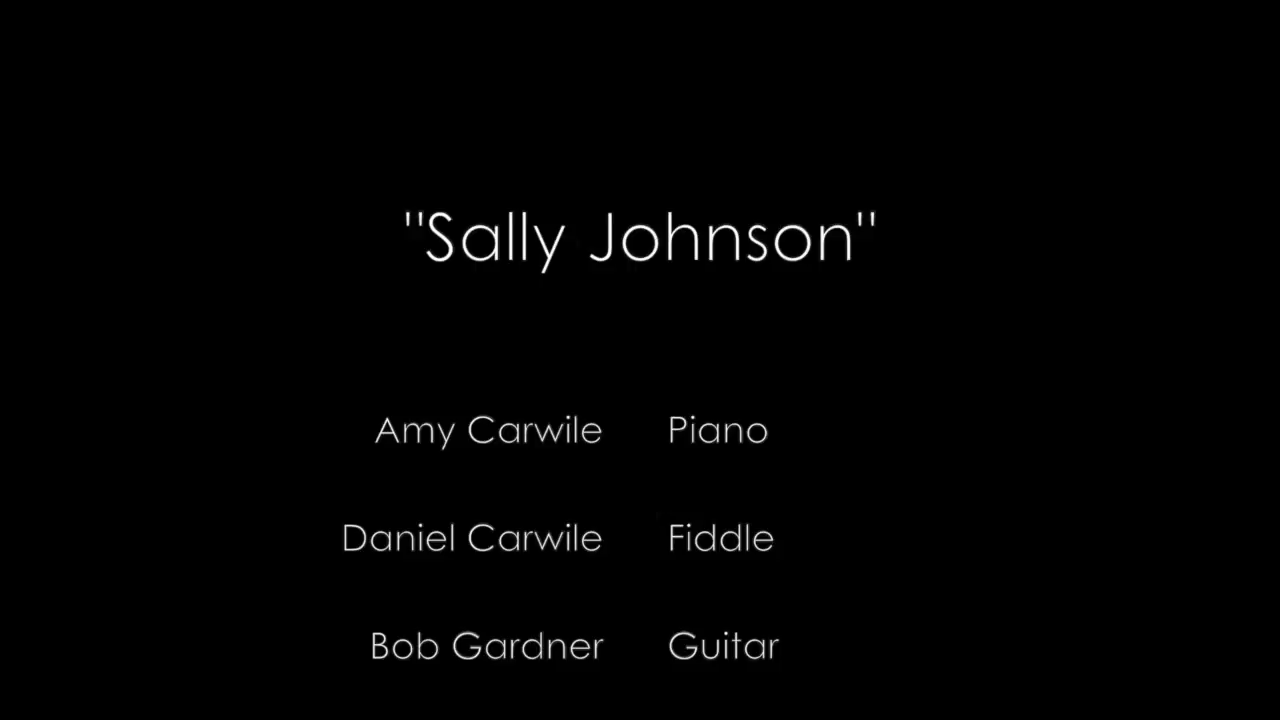 "Sally Johnson"
Amy Carwile Piano
Daniel Carwile Fiddle
Bob Gardner Guitar